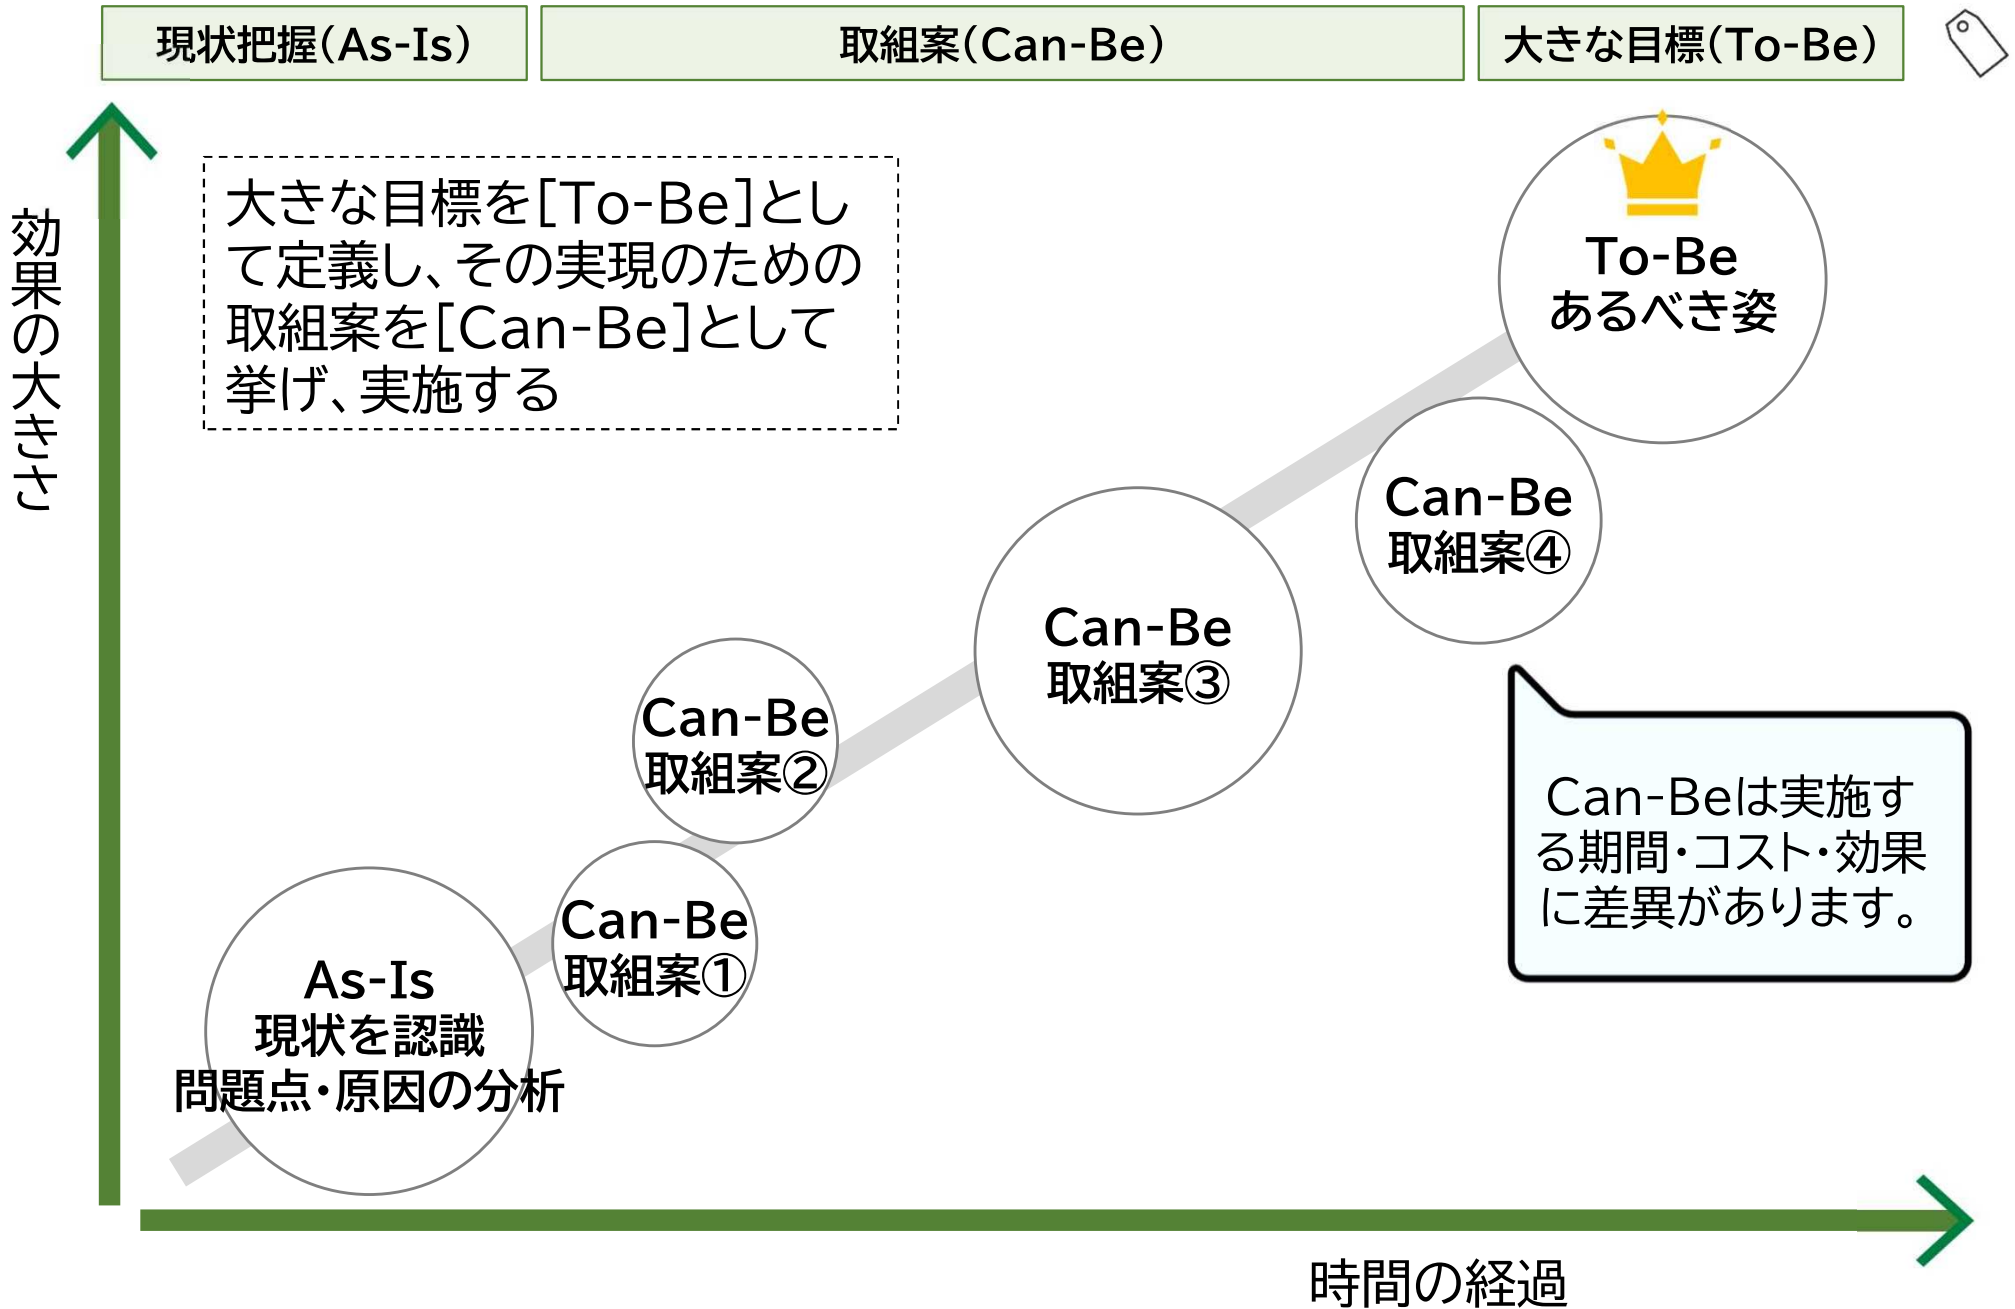 現状把握(As-Is)
取組案(Can-Be)
大きな目標(To-Be)
効果の大きさ
大きな目標を[To-Be]とし
て定義し、その実現のための
取組案を[Can-Be]として
挙げ、実施する
To-Be
あるべき姿
Can-Be
取組案④
Can-Be
取組案③
Can-Be
取組案②
Can-Be
取組案①
As-Is
現状を認識
問題点・原因の分析
Can-Beは実施す
る期間・コスト・効果
に差異があります。
時間の経過